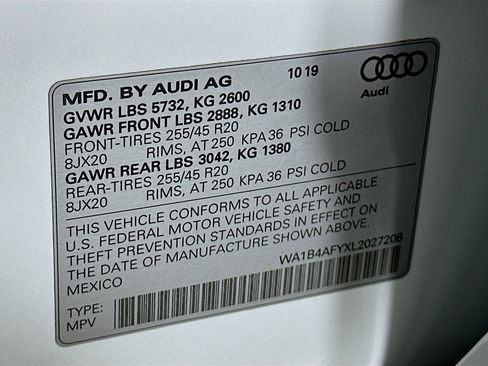 MFD. BY AUDI AG 10 19
GVWR LBS 5732, KG 2600
GAWR FRONT LBS 2888, KG 1310
FRONT-TIRES 255/45 R20
8JX20 RIMS, AT 250 KPA 36 PSI COLD
GAWR REAR LBS 3042, KG 1380
REAR-TIRES 255/45 R20
8JX20 RIMS, AT 250 KPA 36 PSI COLD
Audi
THIS VEHICLE CONFORMS TO ALL APPLICABLE
U.S. FEDERAL MOTOR VEHICLE SAFETY AND
THEFT PREVENTION STANDARDS IN EFFECT ON
THE DATE OF MANUFACTURE SHOWN ABOVE.
MEXICO WA1B4AFYXL2027208
TYPE:
MPV